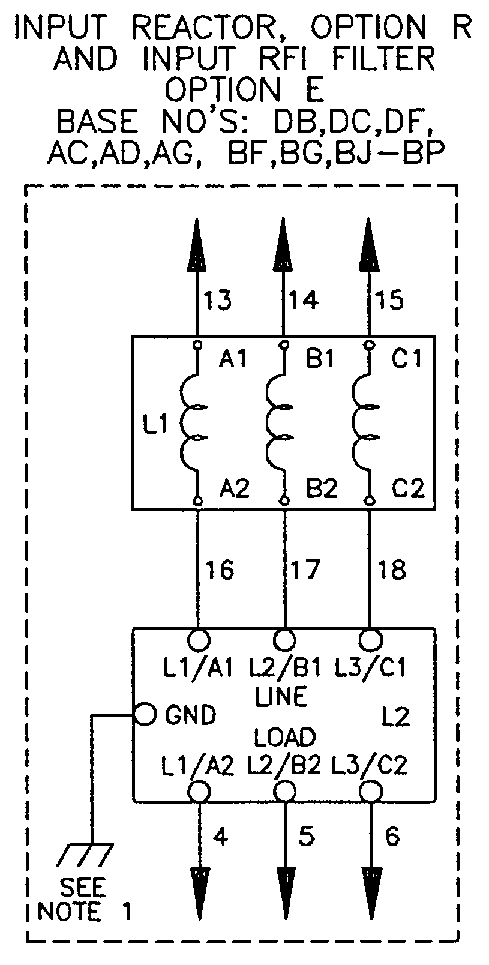 INPUT REACTOR, OPTION R
AND INPUT RFI FILTER
OPTION E
BASE NO'S: DB,DC,DF,
AC,AD,AG, BF,BG,BJ-BP
13 14 15
A1 B1 C1
L1
A2 B2 C2
16 17 18
L1/A1 L2/B1 L3/C1
LINE
GND L2
LOAD
L1/A2 L2/B2 L3/C2
4 5 6
SEE
NOTE 1